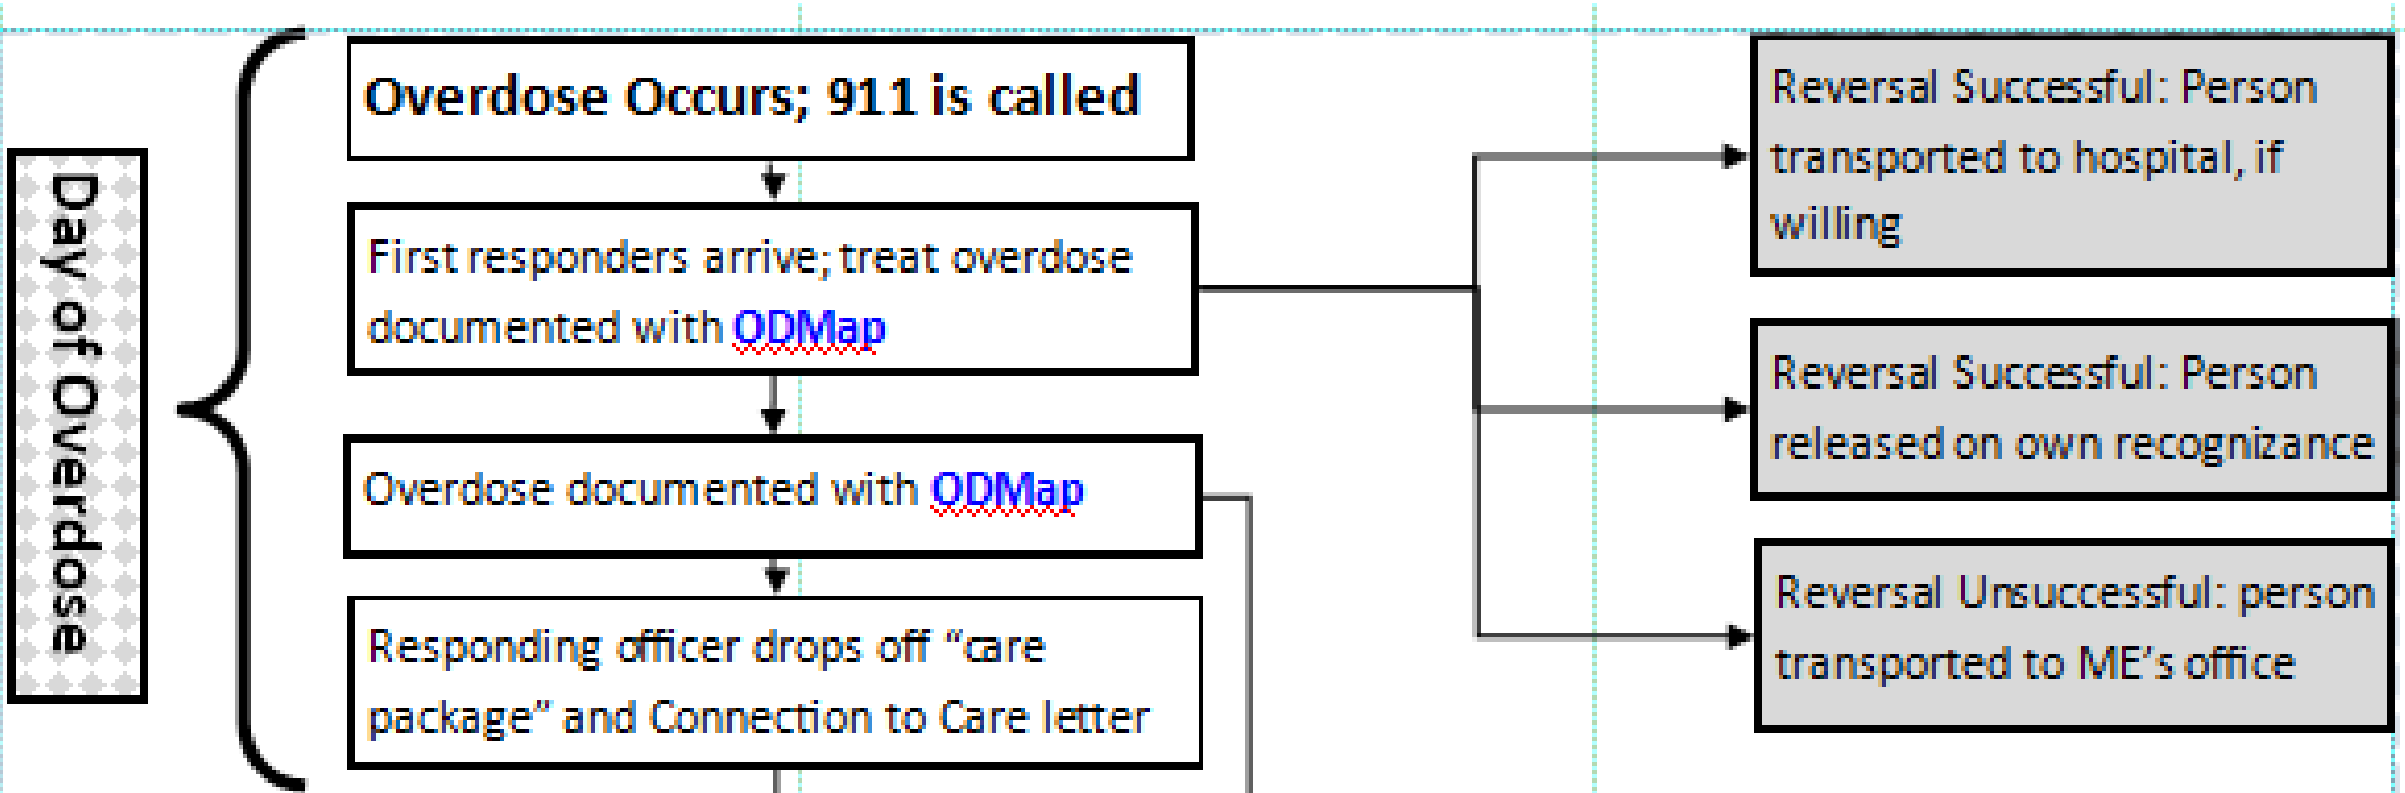 Day of Overdose
Overdose Occurs; 911 is called
First responders arrive; treat overdose
documented with ODMap
Overdose documented with ODMap
Responding officer drops off “care
package” and Connection to Care letter
Reversal Successful: Person
transported to hospital, if
willing
Reversal Successful: Person
released on own recognizance
Reversal Unsuccessful: person
transported to ME’s office